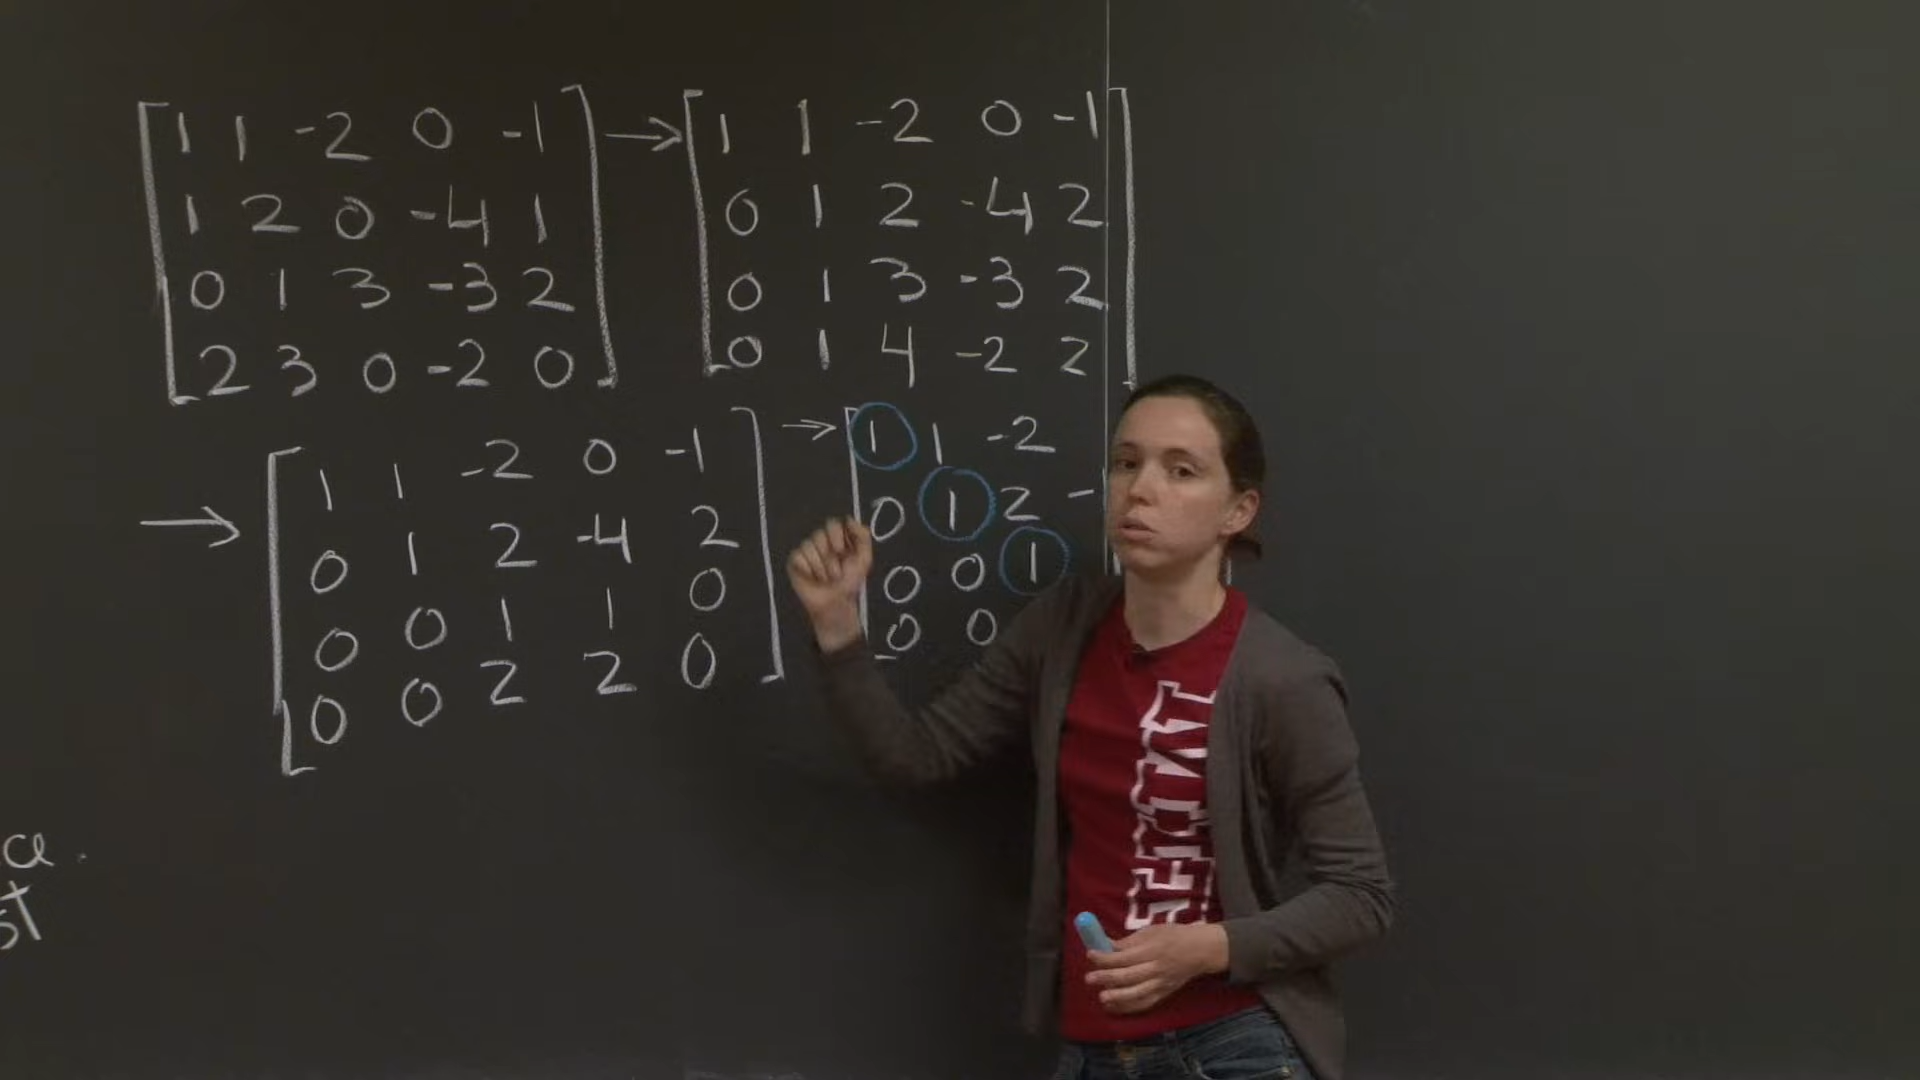 1 1 -2 0 -1 → 1 1 -2 0 -1
1 2 0 -4 1 0 1 2 -4 2
0 1 3 -3 2 0 1 3 -3 2
2 3 0 -2 0 0 1 4 -2 2
→ 1 1 -2 0 -1 → 1 1 -2
0 1 2 -4 2 0 1 2 -
0 0 1 1 0 0 0 1
0 0 2 2 0 0 0